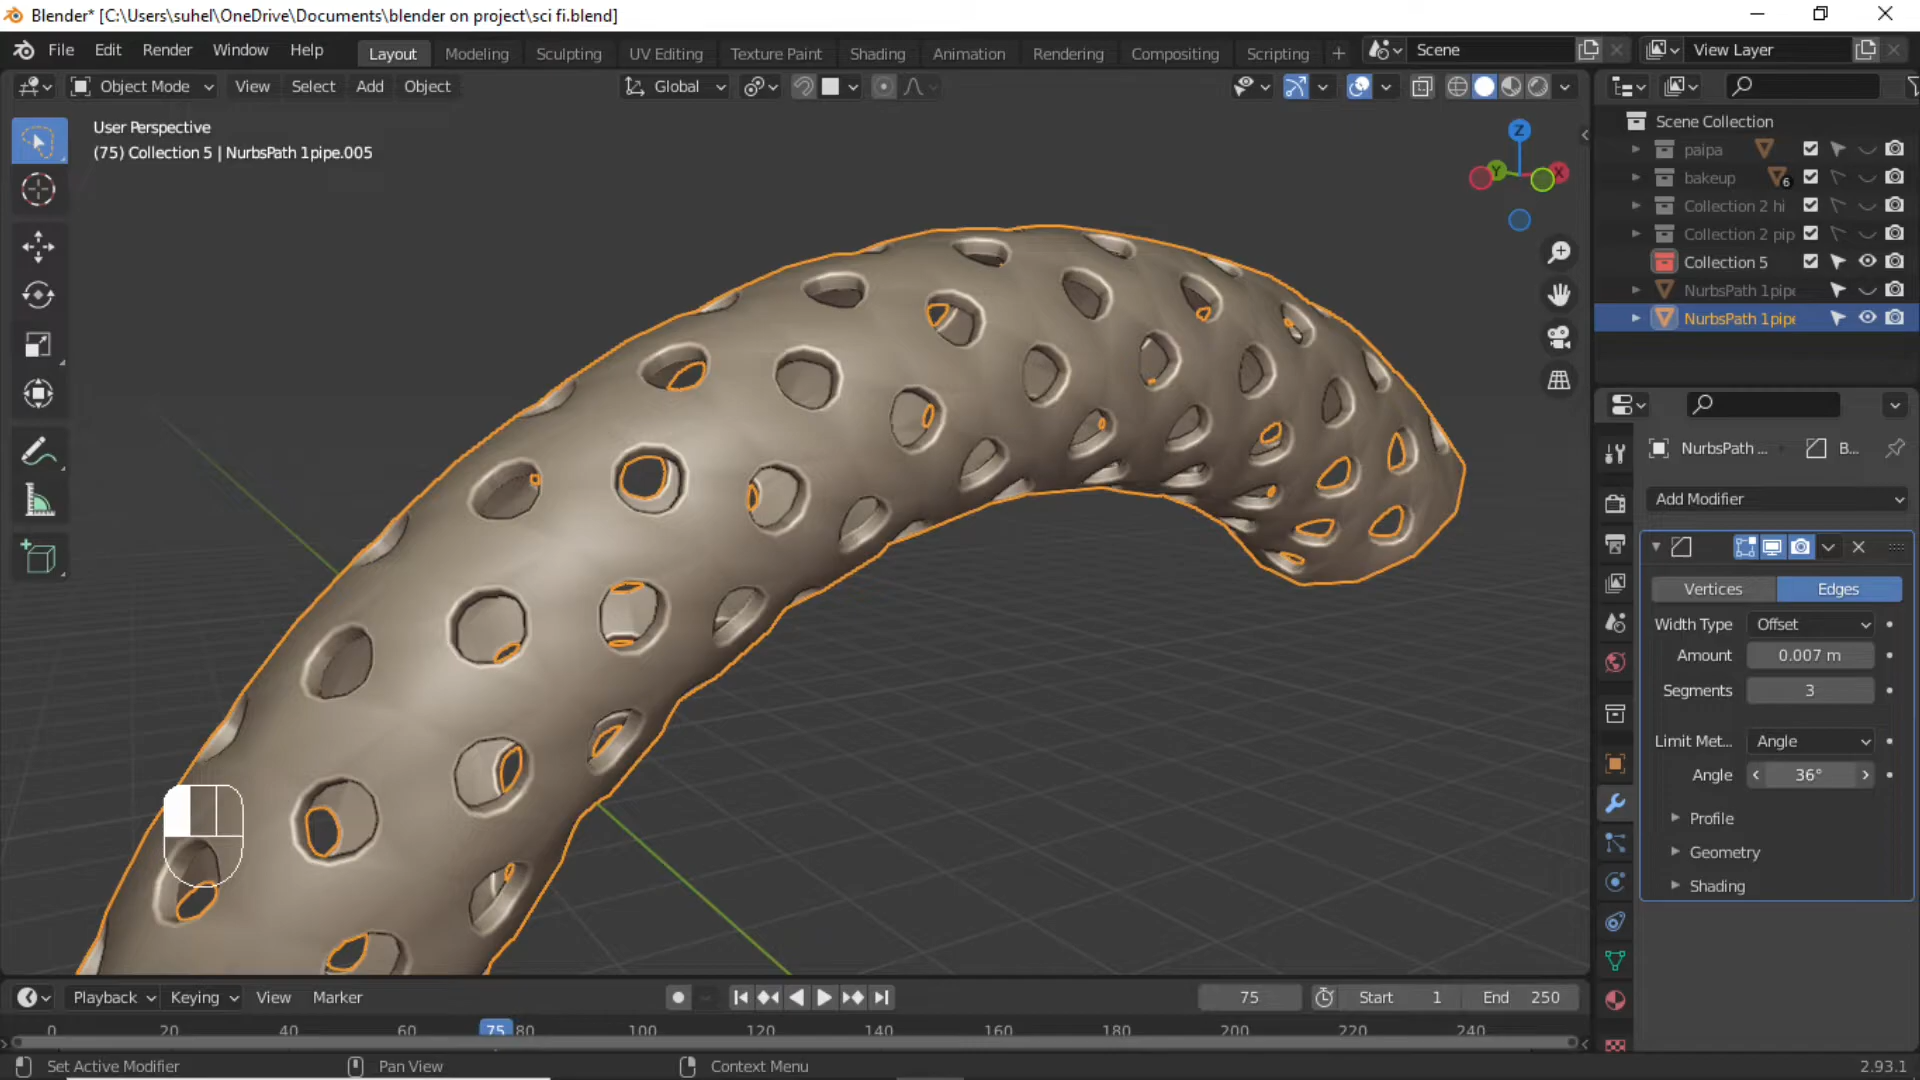 Blender* [C:\Users\suhel\OneDrive\Documents\blender on project\sci fi.blend]
File Edit Render Window Help Layout Modeling Sculpting UV Editing Texture Paint Shading Animation Rendering Compositing Scripting + Scene View Layer
Object Mode View Select Add Object Global
User Perspective
(75) Collection 5 | NurbsPath 1pipe.005
Z
Y X
Scene Collection
paipa
bakeup 6
Collection 2 hi
Collection 2 pip
Collection 5
NurbsPath 1pipe
NurbsPath 1pipe
NurbsPath ... B...
Add Modifier
Vertices Edges
Width Type Offset
Amount 0.007 m
Segments 3
Limit Met... Angle
Angle 36°
Profile
Geometry
Shading
Playback Keying View Marker 75 Start 1 End 250
0 20 40 60 75 80 100 120 140 160 180 200 220 240
Set Active Modifier Pan View Context Menu 2.93.1